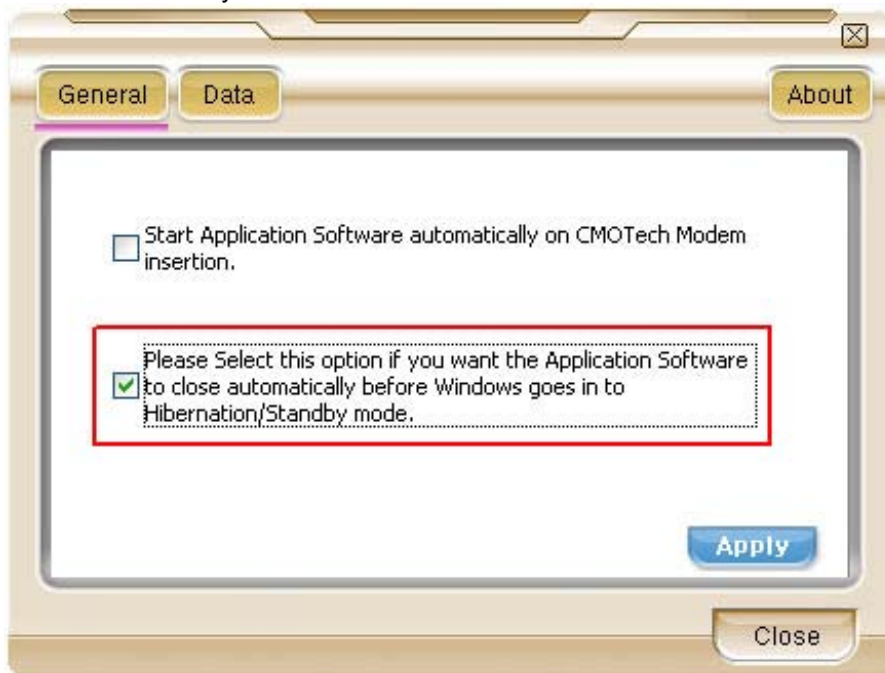 General
Data
About
Start Application Software automatically on CMOTech Modem
insertion.
Please Select this option if you want the Application Software
to close automatically before Windows goes in to
Hibernation/Standby mode.
Apply
Close